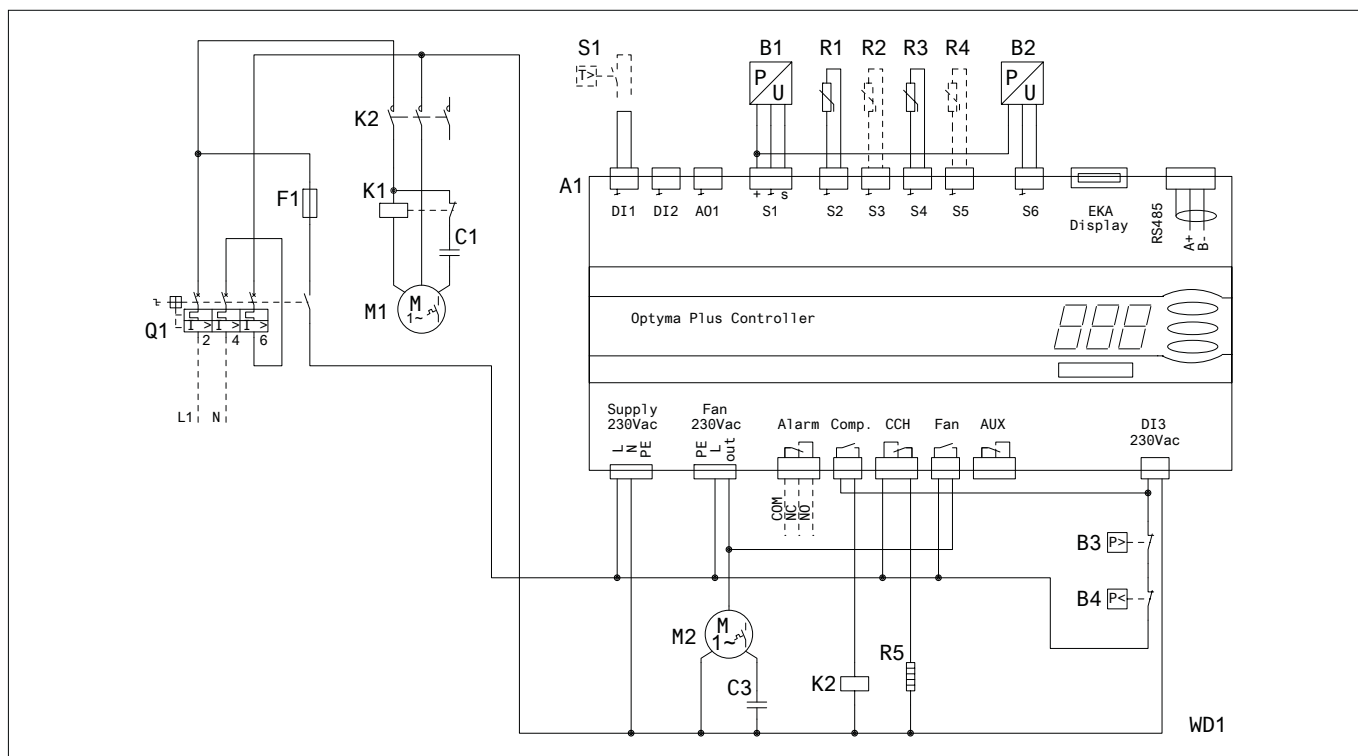 S1 B1 R1 R2 R3 R4 B2
T> P U P U
K2
A1
F1
K1
+ s
DI1 DI2 AO1 S1 S2 S3 S4 S5 S6 EKA Display RS485 A+ B-
C1
M1 M 1~
Optyma Plus Controller
Q1 I > I > I > 2 4 6
L1 N
Supply 230Vac Fan 230Vac Alarm Comp. CCH Fan AUX DI3 230Vac
L N PE PE L out
COM NC NO
B3 P>
B4 P<
M2 M 1~
R5
C3 K2
WD1